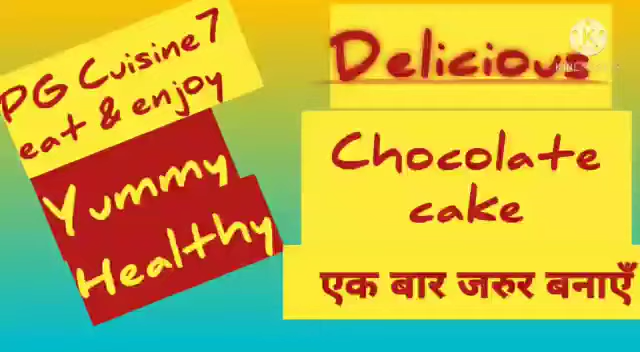 PG Cuisine7
eat & enjoy
Yummy
Healthy
Delicious
Chocolate
cake
एक बार जरुर बनाएँ